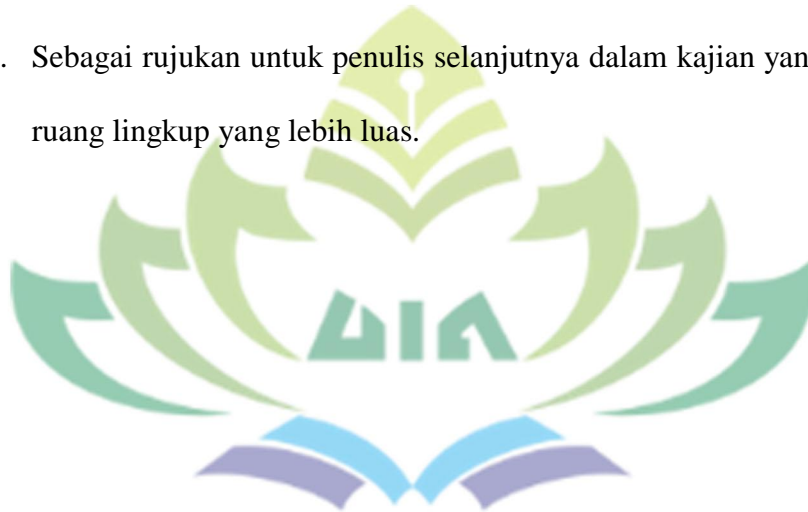 . Sebagai rujukan untuk penulis selanjutnya dalam kajian yan
ruang lingkup yang lebih luas.